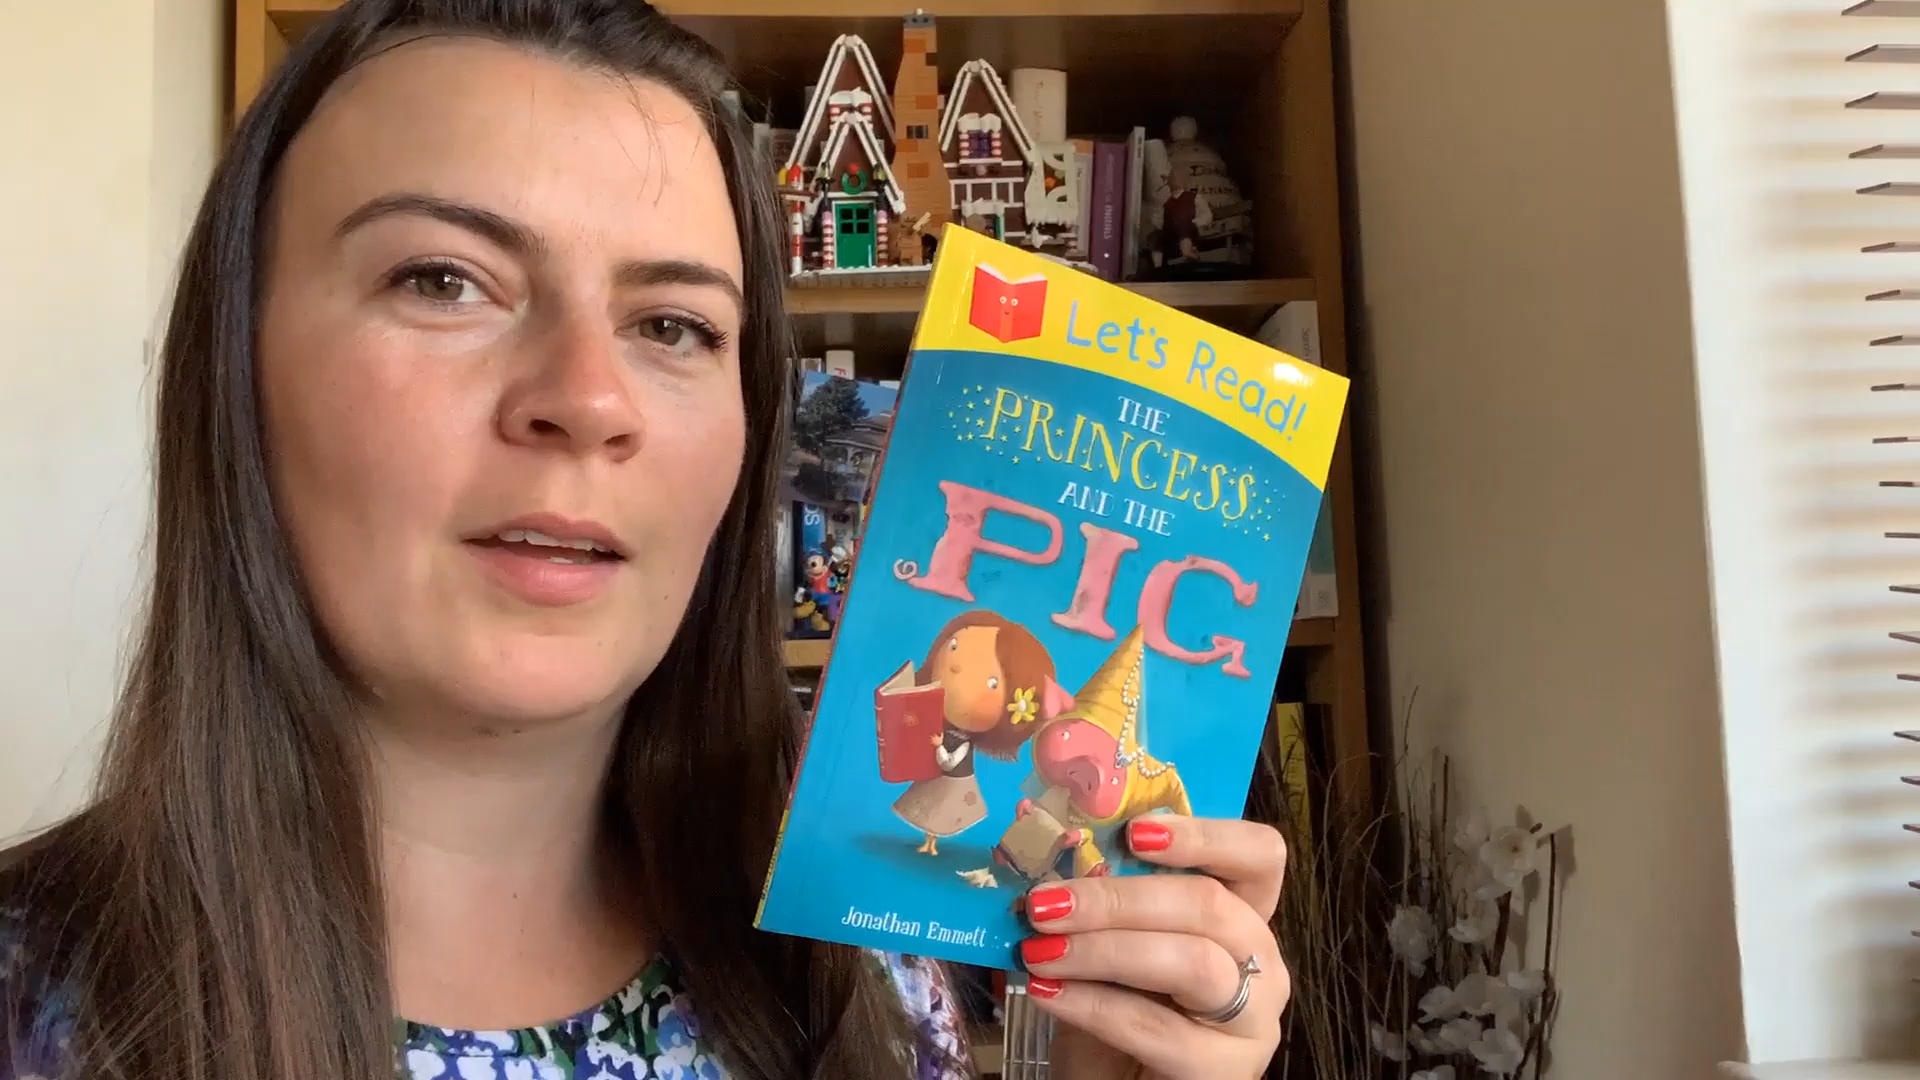 Let's Read!
THE
PRINCESS
AND THE
PIG
Jonathan Emmett